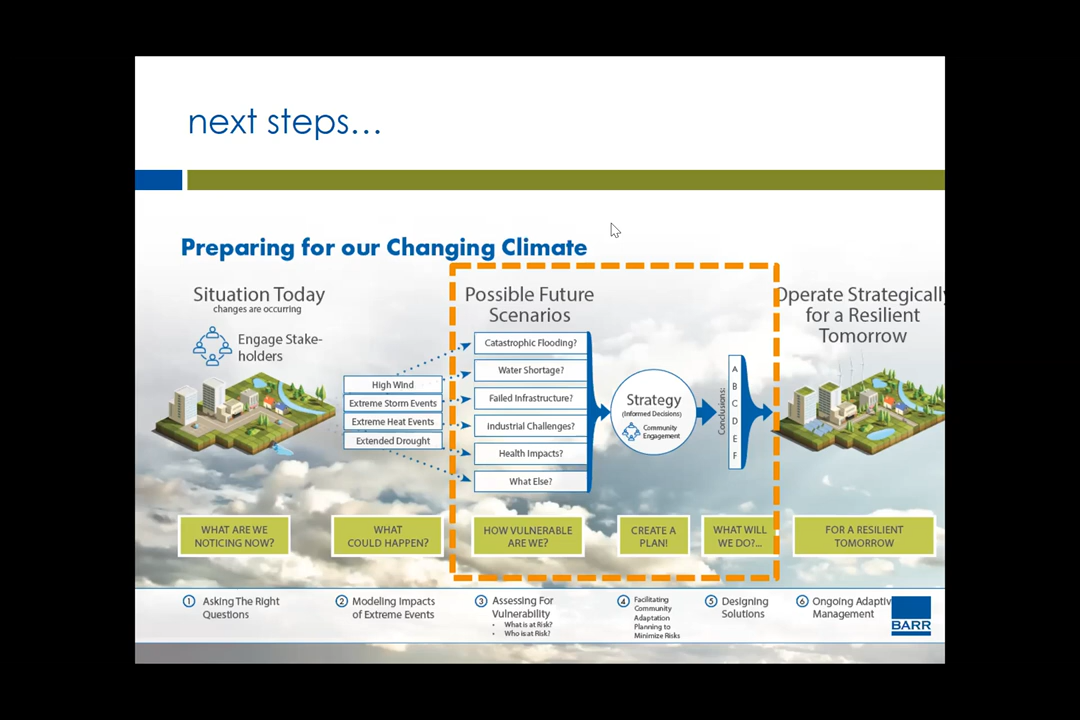 next steps...
Preparing for our Changing Climate
Situation Today
changes are occurring
Engage Stake-
holders
High Wind
Extreme Storm Events
Extreme Heat Events
Extended Drought
Possible Future
Scenarios
Catastrophic Flooding?
Water Shortage?
Failed Infrastructure?
Industrial Challenges?
Health Impacts?
What Else?
Strategy
(Informed Decisions)
Community
Engagement
Conclusions:
A
B
C
D
E
F
Operate Strategically
for a Resilient
Tomorrow
WHAT ARE WE
NOTICING NOW?
WHAT
COULD HAPPEN?
HOW VULNERABLE
ARE WE?
CREATE A
PLAN!
WHAT WILL
WE DO?...
FOR A RESILIENT
TOMORROW
1 Asking The Right
Questions
2 Modeling Impacts
of Extreme Events
3 Assessing For
Vulnerability
• What is at Risk?
• Who is at Risk?
4 Facilitating
Community
Adaptation
Planning to
Minimize Risks
5 Designing
Solutions
6 Ongoing Adaptiv
Management
BARR